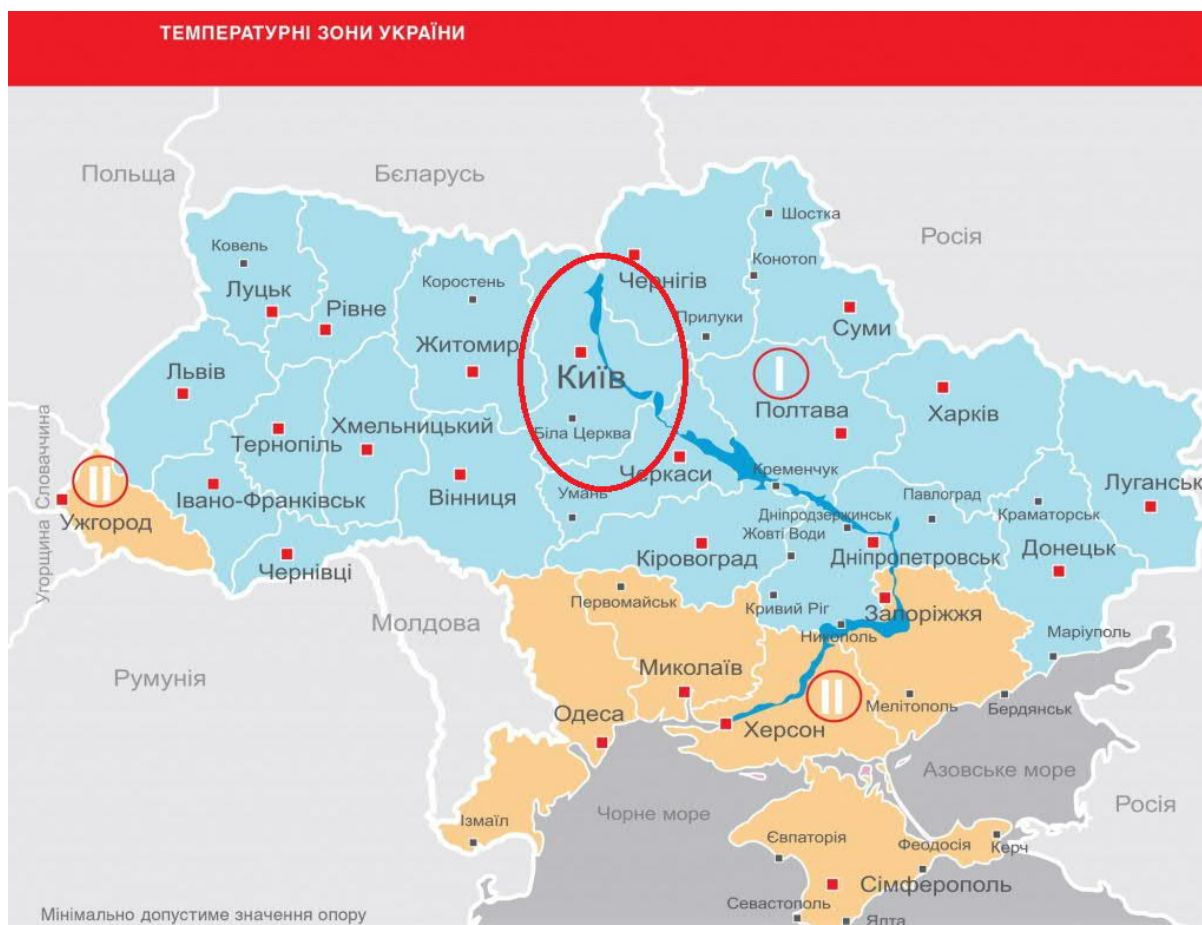 ТЕМПЕРАТУРНІ ЗОНИ УКРАЇНИ
Польща
Бєларусь
Росія
Шостка
Ковель
Чернігів
Конотоп
Коростень
Луцьк
Рівне
Прилуки
Суми
Житомир
Львів
Київ
I
Полтава
Харків
Хмельницький
Біла Церква
Тернопіль
Словаччина
II
Черкаси
Кременчук
Угорщина
Ужгород
Івано-Франківськ
Вінниця
Умань
Павлоград
Луганськ
Краматорськ
Дніпродзержинськ
Жовті Води
Кіровоград
Дніпропетровськ
Донецьк
Чернівці
Первомайськ
Кривий Ріг
Запоріжжя
Молдова
Никополь
Маріуполь
Румунія
Миколаїв
II
Мелітополь
Бердянськ
Одеса
Херсон
Азовське море
Росія
Чорне море
Ізмаїл
Євпаторія
Феодосія
Керч
Сімферополь
Севастополь
Ялта
Мінімально допустиме значення опору